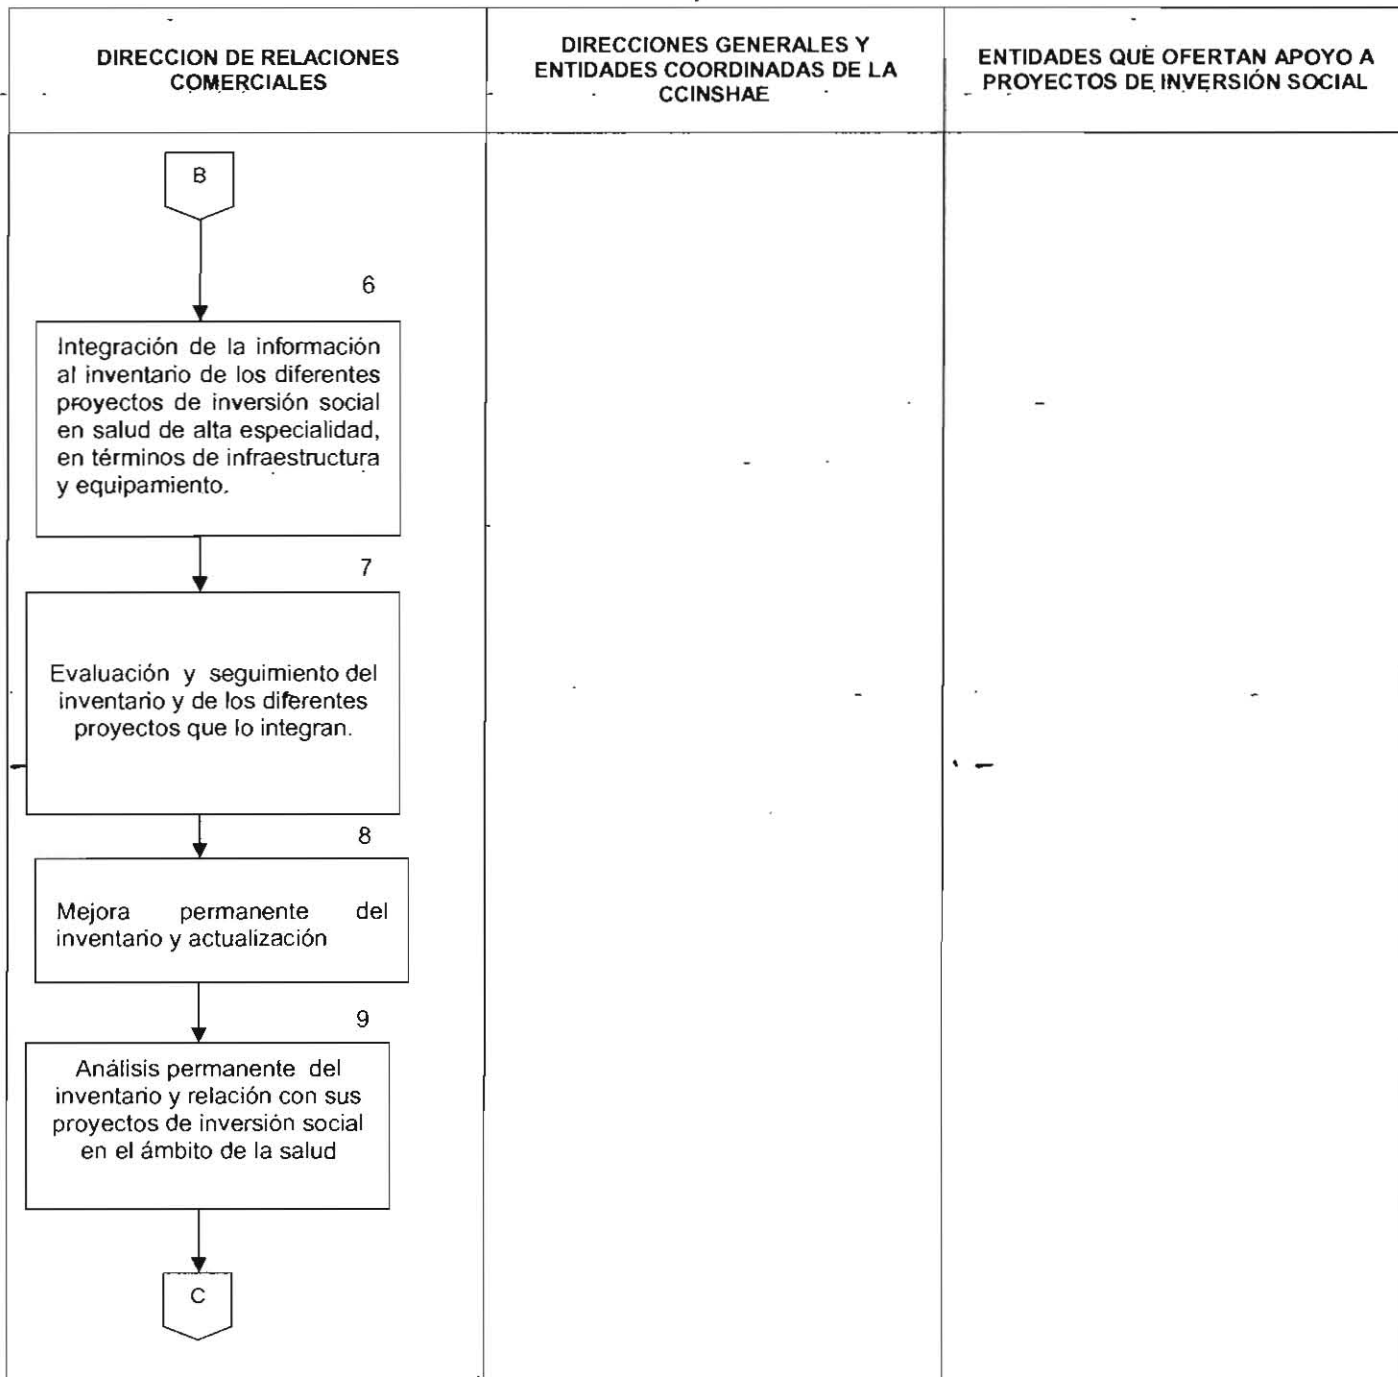 DIRECCION DE RELACIONES
COMERCIALES
DIRECCIONES GENERALES Y
ENTIDADES COORDINADAS DE LA
CCINSHAE
ENTIDADES QUE OFERTAN APOYO A
PROYECTOS DE INVERSIÓN SOCIAL
B
6
Integración de la información
al inventario de los diferentes
proyectos de inversión social
en salud de alta especialidad,
en términos de infraestructura
y equipamiento.
7
Evaluación y seguimiento del
inventario y de los diferentes
proyectos que lo integran.
8
Mejora permanente del
inventario y actualización
9
Análisis permanente del
inventario y relación con sus
proyectos de inversión social
en el ámbito de la salud
C